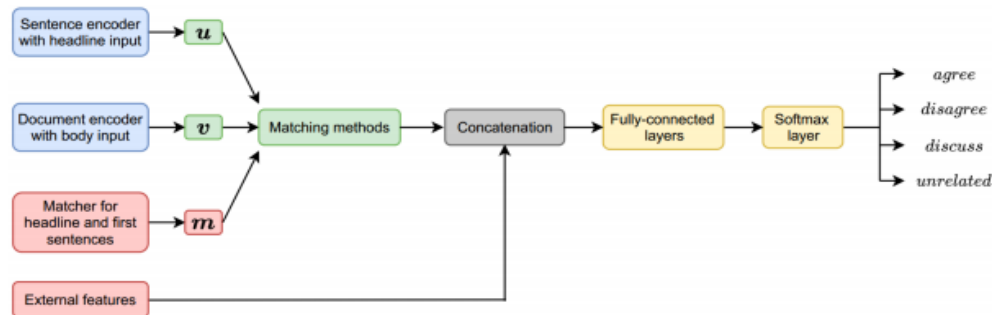 Sentence encoder
with headline input
u
Document encoder
with body input
v
Matching methods
Concatenation
Fully-connected
layers
Softmax
layer
agree
disagree
discuss
unrelated
Matcher for
headline and first
sentences
m
External features